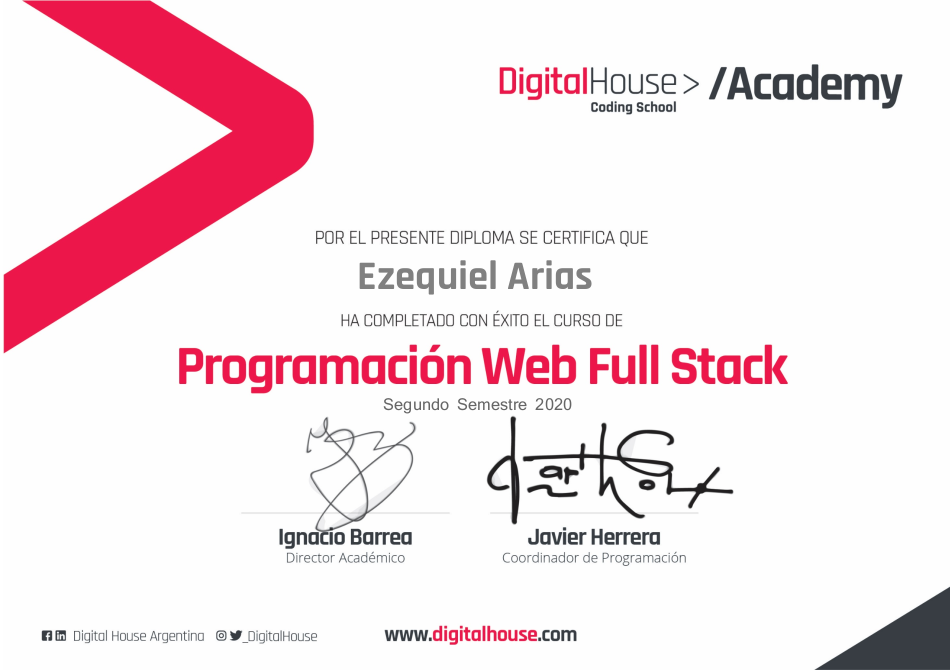 DigitalHouse > /Academy
Coding School
POR EL PRESENTE DIPLOMA SE CERTIFICA QUE
Ezequiel Arias
HA COMPLETADO CON ÉXITO EL CURSO DE
Programación Web Full Stack
Segundo Semestre 2020
Ignacio Barrea Javier Herrera
Director Académico Coordinador de Programación
Digital House Argentina _DigitalHouse www.digitalhouse.com